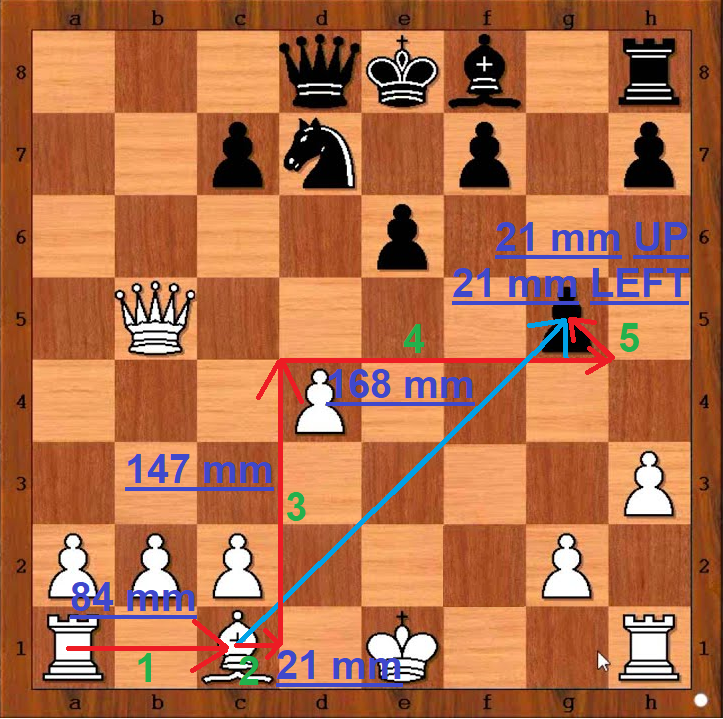 a b c d e f g h
8 8
7 7
6 6
21 mm UP
21 mm LEFT
5 5
4 5
168 mm
4 4
147 mm
3 3
3
2 2
84 mm
1 1
1 2 21 mm
a b c d e f g h